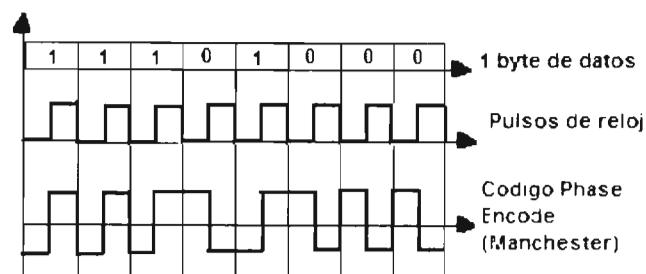 1 1 1 0 1 0 0 0
1 byte de datos
Pulsos de reloj
Codigo Phase
Encode
(Manchester)